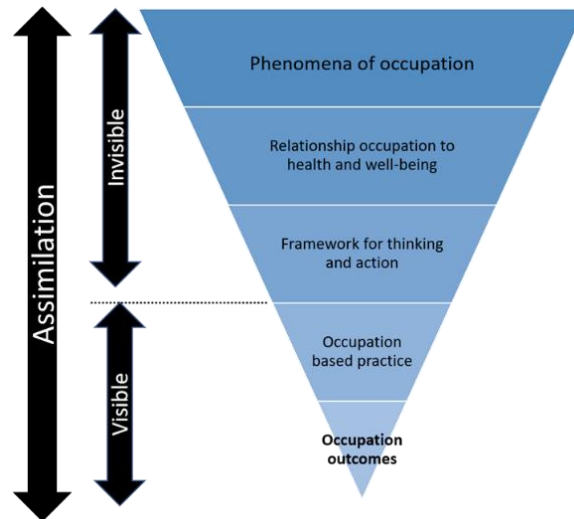 Phenomena of occupation
Relationship occupation to
health and well-being
Framework for thinking
and action
Occupation
based practice
Occupation
outcomes
Assimilation
Invisible
Visible